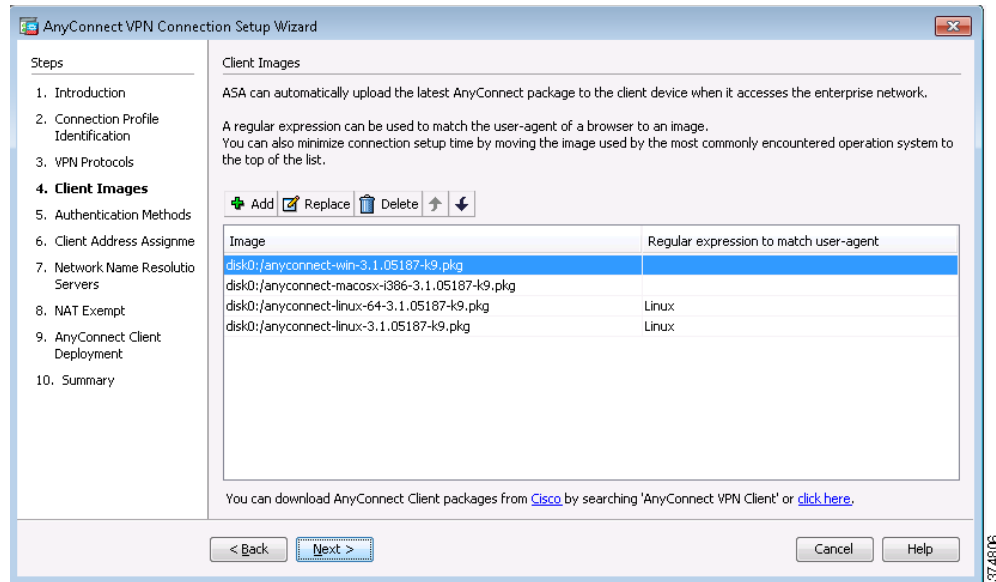 AnyConnect VPN Connection Setup Wizard
Steps
1. Introduction
2. Connection Profile
Identification
3. VPN Protocols
4. Client Images
5. Authentication Methods
6. Client Address Assignme
7. Network Name Resolutio
Servers
8. NAT Exempt
9. AnyConnect Client
Deployment
10. Summary
Client Images
ASA can automatically upload the latest AnyConnect package to the client device when it accesses the enterprise network.
A regular expression can be used to match the user-agent of a browser to an image.
You can also minimize connection setup time by moving the image used by the most commonly encountered operation system to
the top of the list.
Add Replace Delete
Image Regular expression to match user-agent
disk0:/anyconnect-win-3.1.05187-k9.pkg
disk0:/anyconnect-macosx-i386-3.1.05187-k9.pkg
disk0:/anyconnect-linux-64-3.1.05187-k9.pkg Linux
disk0:/anyconnect-linux-3.1.05187-k9.pkg Linux
You can download AnyConnect Client packages from Cisco by searching 'AnyConnect VPN Client' or click here.
< Back Next > Cancel Help
374806